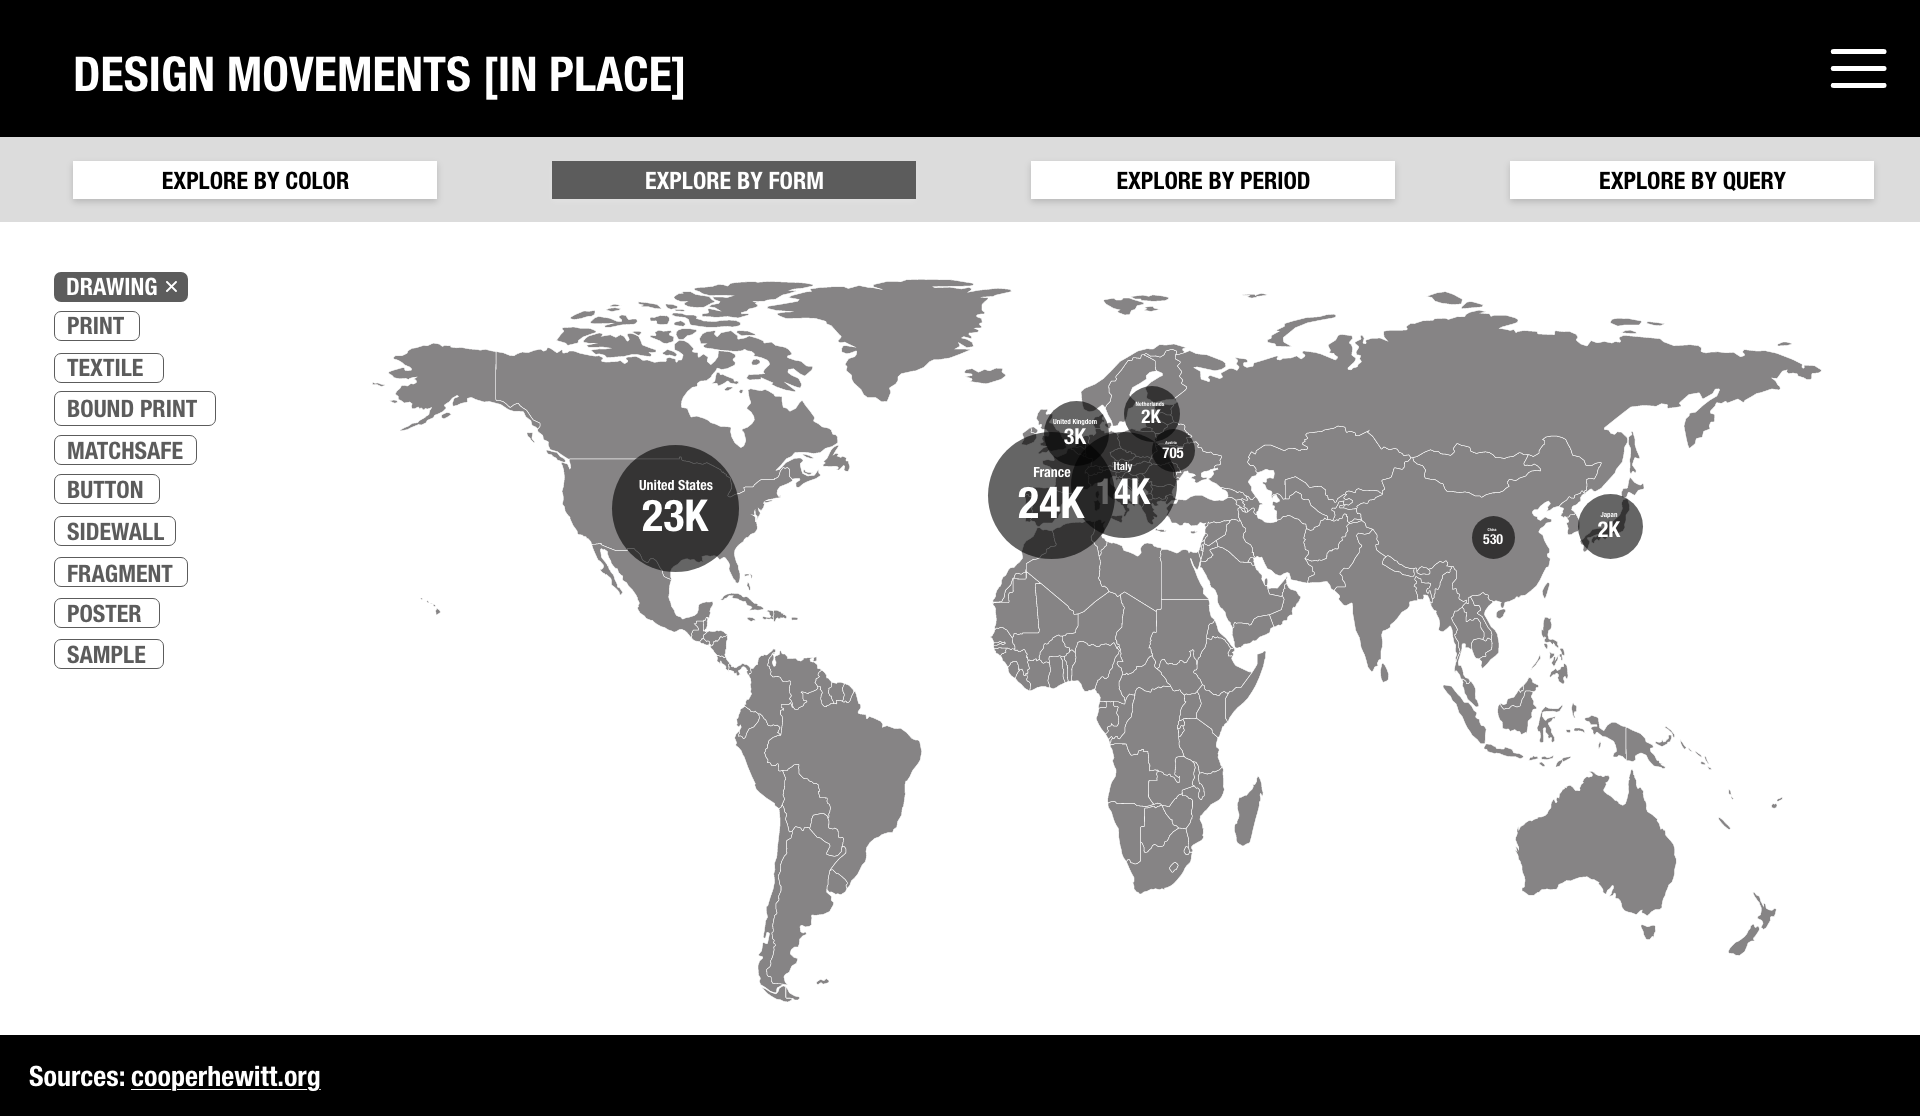 DESIGN MOVEMENTS [IN PLACE]
EXPLORE BY COLOR
EXPLORE BY FORM
EXPLORE BY PERIOD
EXPLORE BY QUERY
DRAWING ×
PRINT
TEXTILE
BOUND PRINT
MATCHSAFE
BUTTON
SIDEWALL
FRAGMENT
POSTER
SAMPLE
United States
23K
France
24K
United Kingdom
3K
Netherlands
2K
Austria
705
Italy
14K
China
530
Japan
2K
Sources: cooperhewitt.org